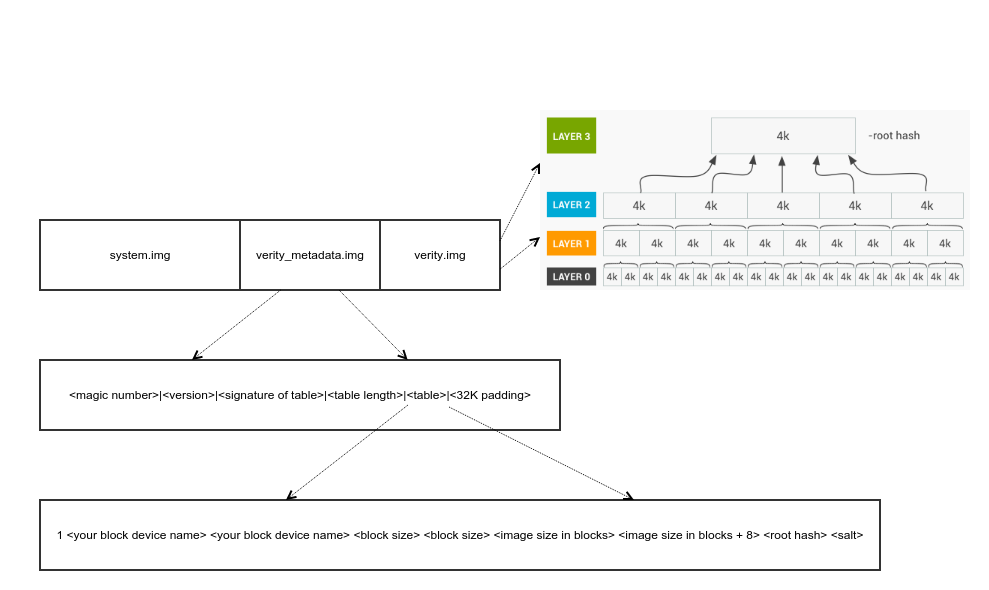 LAYER 3 4k -root hash
LAYER 2 4k 4k 4k 4k 4k
LAYER 1 4k 4k 4k 4k 4k 4k 4k 4k 4k 4k
LAYER 0 4k 4k 4k 4k 4k 4k 4k 4k 4k 4k 4k 4k 4k 4k 4k 4k 4k 4k 4k 4k
system.img verity_metadata.img verity.img
<magic number>|<version>|<signature of table>|<table length>|<table>|<32K padding>
1 <your block device name> <your block device name> <block size> <block size> <image size in blocks> <image size in blocks + 8> <root hash> <salt>